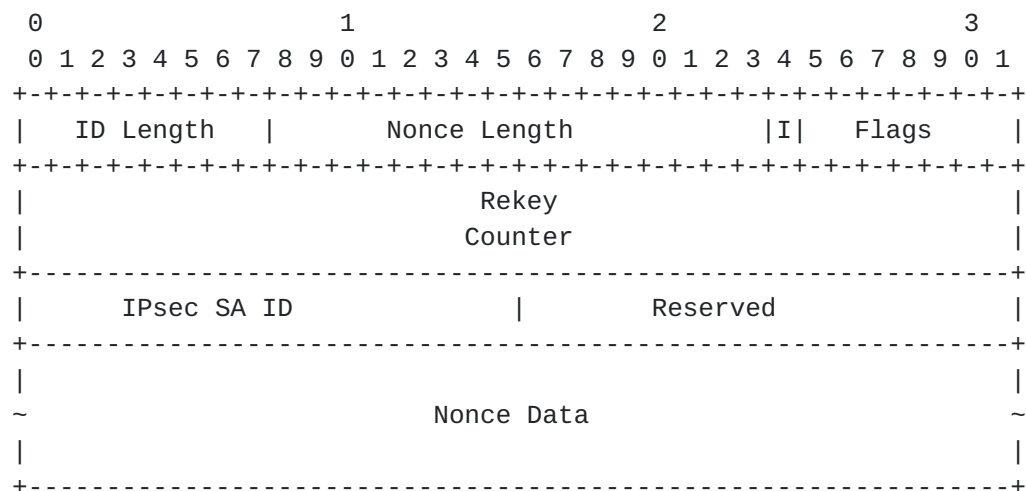 0                   1                   2                   3
 0 1 2 3 4 5 6 7 8 9 0 1 2 3 4 5 6 7 8 9 0 1 2 3 4 5 6 7 8 9 0 1
+-+-+-+-+-+-+-+-+-+-+-+-+-+-+-+-+-+-+-+-+-+-+-+-+-+-+-+-+-+-+-+-+
|   ID Length   |       Nonce Length            |I|   Flags     |
+-+-+-+-+-+-+-+-+-+-+-+-+-+-+-+-+-+-+-+-+-+-+-+-+-+-+-+-+-+-+-+-+
|                             Rekey                             |
|                            Counter                            |
+---------------------------------------------------------------+
|      IPsec SA ID              |        Reserved               |
+---------------------------------------------------------------+
|                                                               |
~                          Nonce Data                           ~
|                                                               |
+---------------------------------------------------------------+